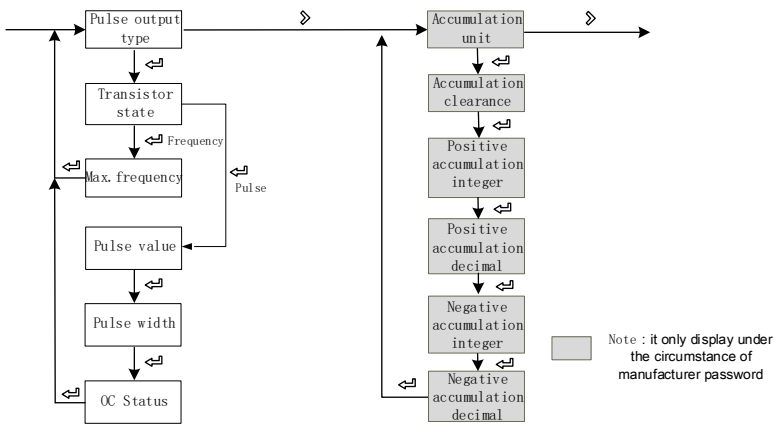 Pulse output
type
Transistor
state
Frequency
Pulse
Max. frequency
Pulse value
Pulse width
OC Status
Accumulation
unit
Accumulation
clearance
Positive
accumulation
integer
Positive
accumulation
decimal
Negative
accumulation
integer
Negative
accumulation
decimal
Note : it only display under
the circumstance of
manufacturer password